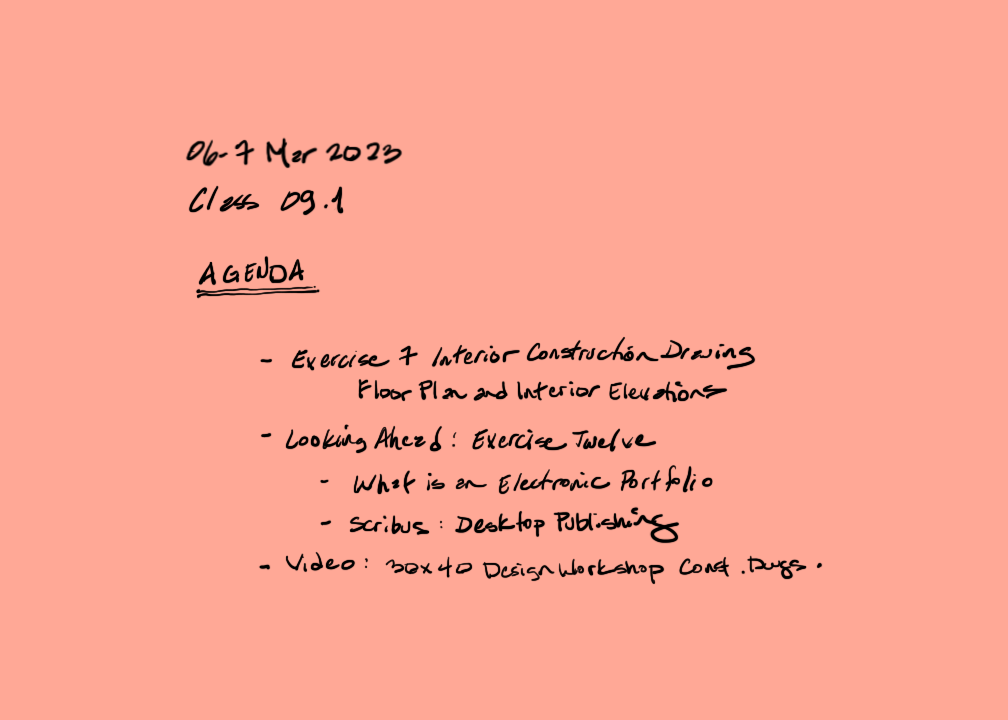 06-7 Mar 2023
Class 09.1
AGENDA
- Exercise 7 Interior Construction Drawing
Floor Plan and Interior Elevations
- Looking Ahead: Exercise Twelve
- What is an Electronic Portfolio
- Scribus: Desktop Publishing
- Video: 30x40 Design Workshop Const. Dwgs.